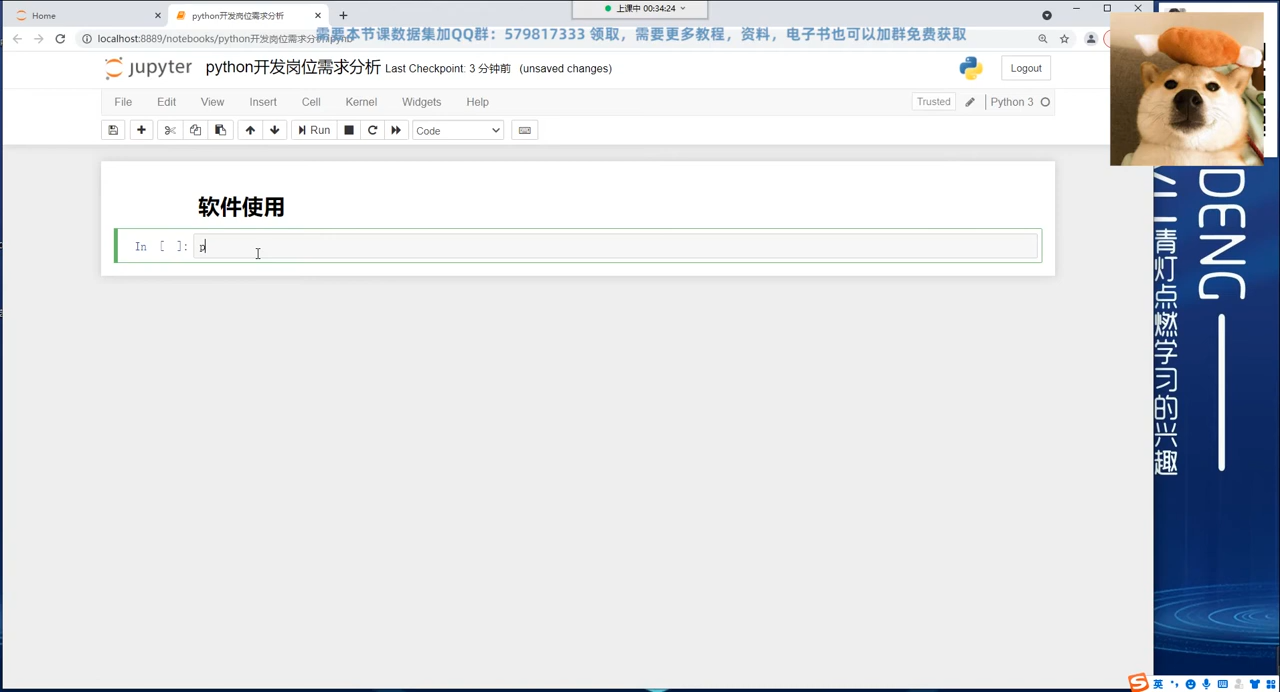 Home
python开发岗位需求分析
上课中 00:34:24
localhost:8889/notebooks/python开发岗位需求分析.ipynb
需要本节课数据集加QQ群：579817333 领取，需要更多教程，资料，电子书也可以加群免费获取
jupyter python开发岗位需求分析 Last Checkpoint: 3 分钟前 (unsaved changes)
Logout
File Edit View Insert Cell Kernel Widgets Help
Trusted Python 3
Run Code
软件使用
In [ ]: p
DENG
青灯点燃学习的兴趣
英